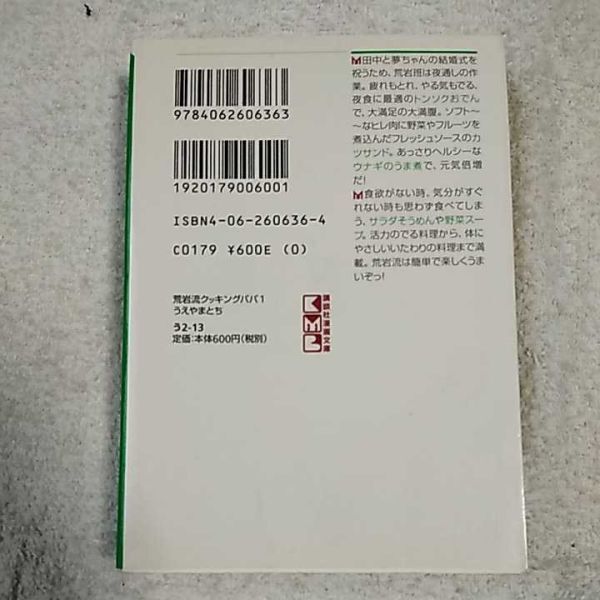 9784062606363
1920179006001
ISBN4-06-260636-4
C0179 ¥600E (0)
荒岩流クッキングパパ1
うえやまとち
う2-13
定価:本体600円(税別)
KMB
講談社漫画文庫
M田中と夢ちゃんの結婚式を
祝うため、荒岩班は夜通しの作
業。疲れもとれ、やる気もでる、
夜食に最適のトンソクおでん
で、大満足の大満腹。ソフト〜
〜なヒレ肉に野菜やフルーツを
煮込んだフレッシュソースのカ
ツサンド。あっさりヘルシーな
ウナギのうま煮で、元気倍増
だ!
M食欲がない時、気分がすぐ
れない時も思わず食べてしま
う、サラダそうめんや野菜スー
プ。活力のでる料理から、体に
やさしいいたわりの料理まで満
載。荒岩流は簡単で楽しくうま
いぞっ!